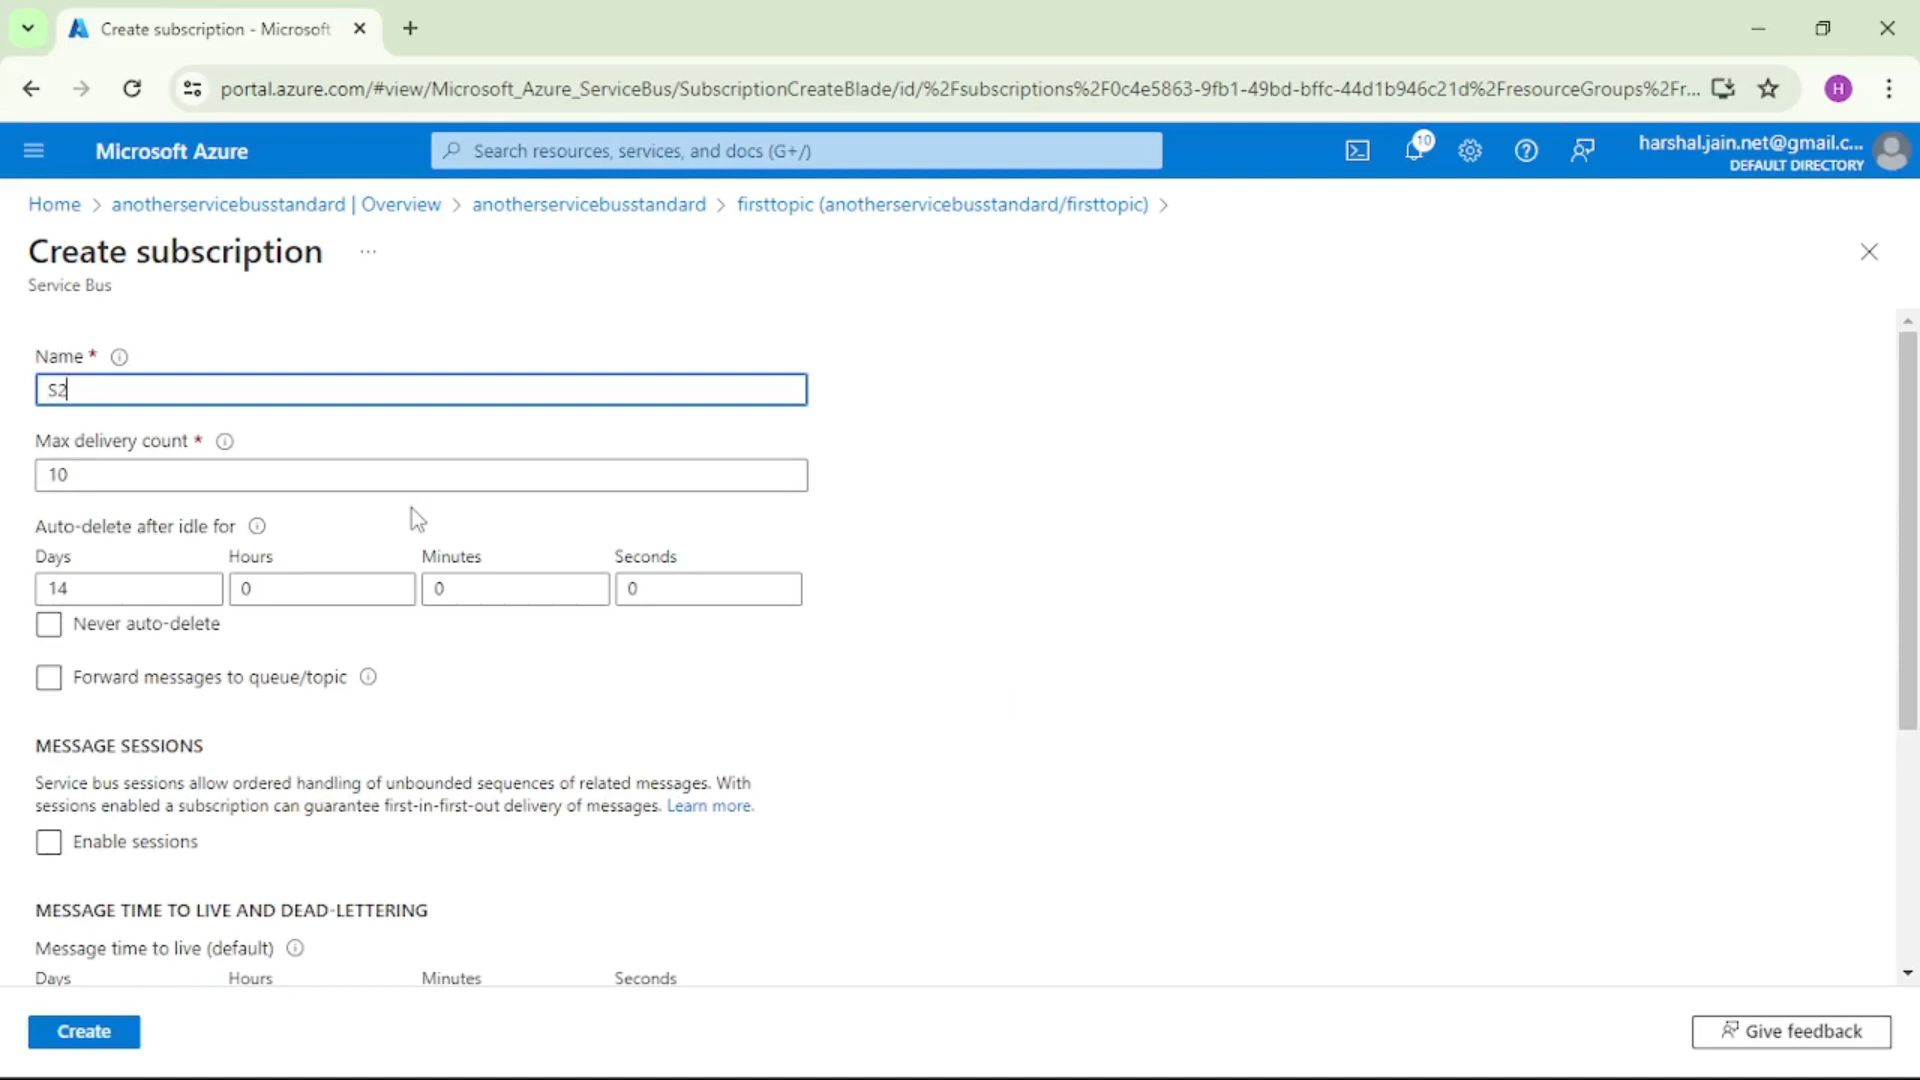 Create subscription - Microsoft
portal.azure.com/#view/Microsoft_Azure_ServiceBus/SubscriptionCreateBlade/id/%2Fsubscriptions%2F0c4e5863-9fb1-49bd-bffc-44d1b946c21d%2FresourceGroups%2Fr...
H
Microsoft Azure
Search resources, services, and docs (G+/)
10
harshal.jain.net@gmail.c...
DEFAULT DIRECTORY
Home > anotherservicebusstandard | Overview > anotherservicebusstandard > firsttopic (anotherservicebusstandard/firsttopic) >
Create subscription ...
Service Bus
Name *
S2
Max delivery count *
10
Auto-delete after idle for
Days Hours Minutes Seconds
14 0 0 0
Never auto-delete
Forward messages to queue/topic
MESSAGE SESSIONS
Service bus sessions allow ordered handling of unbounded sequences of related messages. With
sessions enabled a subscription can guarantee first-in-first-out delivery of messages. Learn more.
Enable sessions
MESSAGE TIME TO LIVE AND DEAD-LETTERING
Message time to live (default)
Days Hours Minutes Seconds
Create
Give feedback